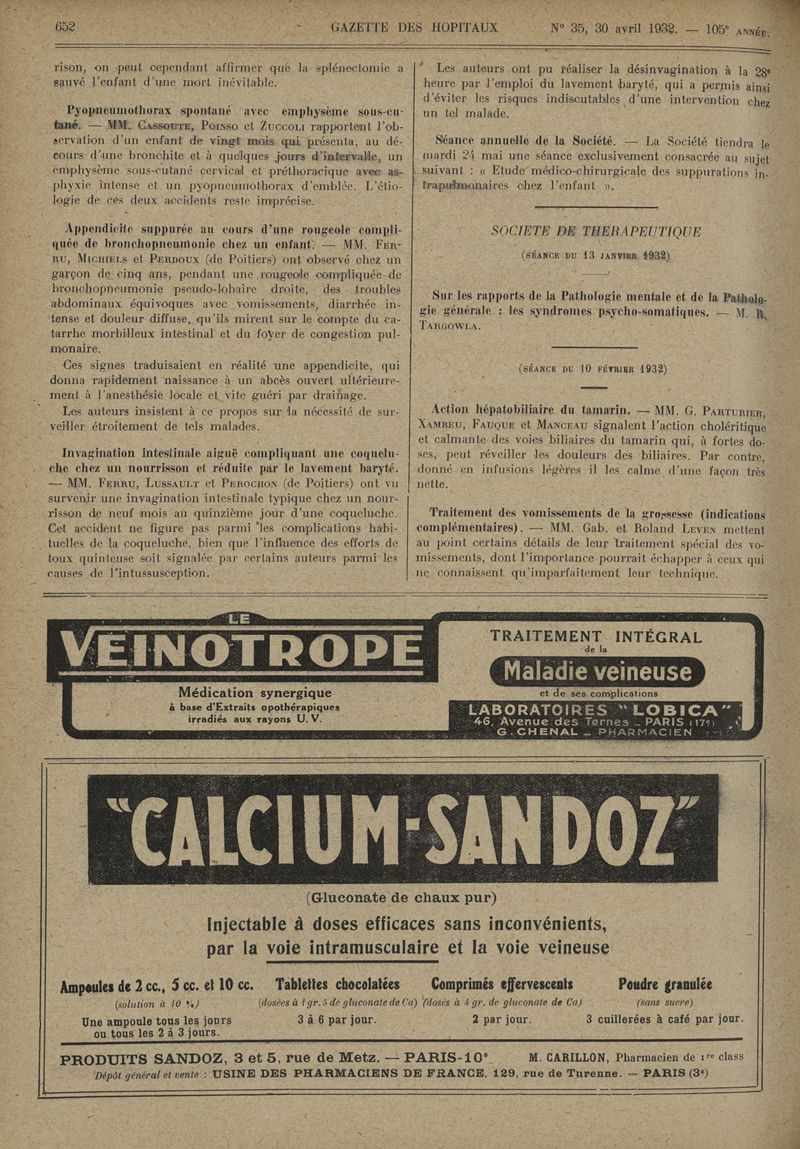 652 GAZETTE DES HOPITAUX N° 35, 30 avril 1932. — 105e ANNÉE.
rison, on peut cependant affirmer que la splénectomie a
sauvé l'enfant d'une mort inévitable.
Pyopneumothorax spontané avec emphysème sous-cu-
tané. — MM. CASSOUTE, POINSO et ZUCCOLI rapportent l'ob-
servation d'un enfant de vingt mois qui présenta, au dé-
cours d'une bronchite et à quelques jours d'intervalle, un
emphysème sous-cutané cervical et préthoracique avec as-
phyxie intense et un pyopneumothorax d'emblée. L'étio-
logie de ces deux accidents reste imprécise.
Appendicite suppurée au cours d'une rougeole compli-
quée de bronchopneumonie chez un enfant. — MM. FER-
RU, MICHIELS et PERDOUX (de Poitiers) ont observé chez un
garçon de cinq ans, pendant une rougeole compliquée de
bronchopneumonie pseudo-lobaire droite, des troubles
abdominaux équivoques avec vomissements, diarrhée in-
tense et douleur diffuse, qu'ils mirent sur le compte du ca-
tarrhe morbilleux intestinal et du foyer de congestion pul-
monaire.
Ces signes traduisaient en réalité une appendicite, qui
donna rapidement naissance à un abcès ouvert ultérieure-
ment à l'anesthésie locale et vite guéri par drainage.
Les auteurs insistent à ce propos sur la nécessité de sur-
veiller étroitement de tels malades.
Invagination intestinale aiguë compliquant une coquelu-
che chez un nourrisson et réduite par le lavement baryté.
— MM. FERRU, LUSSAULT et PEROCHON (de Poitiers) ont vu
survenir une invagination intestinale typique chez un nour-
risson de neuf mois au quinzième jour d'une coqueluche.
Cet accident ne figure pas parmi les complications habi-
tuelles de la coqueluche, bien que l'influence des efforts de
toux quinteuse soit signalée par certains auteurs parmi les
causes de l'intussusception.
Les auteurs ont pu réaliser la désinvagination à la 28e
heure par l'emploi du lavement baryté, qui a permis ainsi
d'éviter les risques indiscutables d'une intervention chez
un tel malade.
Séance annuelle de la Société. — La Société tiendra le
mardi 24 mai une séance exclusivement consacrée au sujet
suivant : « Etude médico-chirurgicale des suppurations in-
trapulmonaires chez l'enfant ».
SOCIETE DE THERAPEUTIQUE
(SÉANCE DU 13 JANVIER 1932)
Sur les rapports de la Pathologie mentale et de la Patholo-
gie générale : les syndromes psycho-somatiques. — M. R.
TARGOWLA.
(SÉANCE DU 10 FÉVRIER 1932)
Action hépatobiliaire du tamarin. — MM. G. PARTURIER,
XAMBEU, FAUQUE et MANCEAU signalent l'action cholérétique
et calmante des voies biliaires du tamarin qui, à fortes do-
ses, peut réveiller les douleurs des biliaires. Par contre,
donné en infusions légères il les calme d'une façon très
nette.
Traitement des vomissements de la grossesse (indications
complémentaires). — MM. Gab. et Roland LEVEN mettent
au point certains détails de leur traitement spécial des vo-
missements, dont l'importance pourrait échapper à ceux qui
ne connaissent qu'imparfaitement leur technique.
LE
VEINOTROPE
Médication synergique
à base d'Extraits opothérapiques
irradiés aux rayons U.V.
TRAITEMENT INTÉGRAL
de la
Maladie veineuse
et de ses complications
LABORATOIRES "LOBICA"
46, Avenue des Ternes _ PARIS (17e)
G. CHENAL _ PHARMACIEN
"CALCIUM-SANDOZ"
(Gluconate de chaux pur)
Injectable à doses efficaces sans inconvénients,
par la voie intramusculaire et la voie veineuse
Ampoules de 2 cc., 5 cc. et 10 cc. Tablettes chocolatées Comprimés effervescents Poudre granulée
(solution à 10 %) (dosées à 1 gr. 5 de gluconate de Ca) (dosés à 4 gr. de gluconate de Ca) (sans sucre)
Une ampoule tous les jours 3 à 6 par jour. 2 par jour. 3 cuillerées à café par jour.
ou tous les 2 à 3 jours.
PRODUITS SANDOZ, 3 et 5, rue de Metz. — PARIS-10e M. CARILLON, Pharmacien de 1re class
Dépôt général et vente : USINE DES PHARMACIENS DE FRANCE, 129, rue de Turenne. — PARIS (3e)